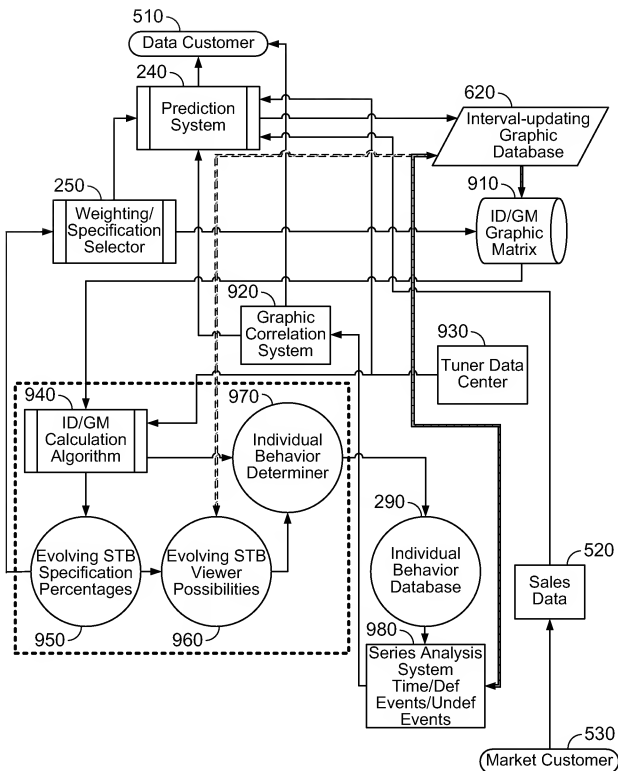 510
Data Customer
240
Prediction
System
620
Interval-updating
Graphic
Database
250
Weighting/
Specification
Selector
910
ID/GM
Graphic
Matrix
920
Graphic
Correlation
System
930
Tuner Data
Center
940
ID/GM
Calculation
Algorithm
970
Individual
Behavior
Determiner
290
Individual
Behavior
Database
Evolving STB
Specification
Percentages
950
Evolving STB
Viewer
Possibilities
960
520
Sales
Data
980
Series Analysis
System
Time/Def
Events/Undef
Events
530
Market Customer